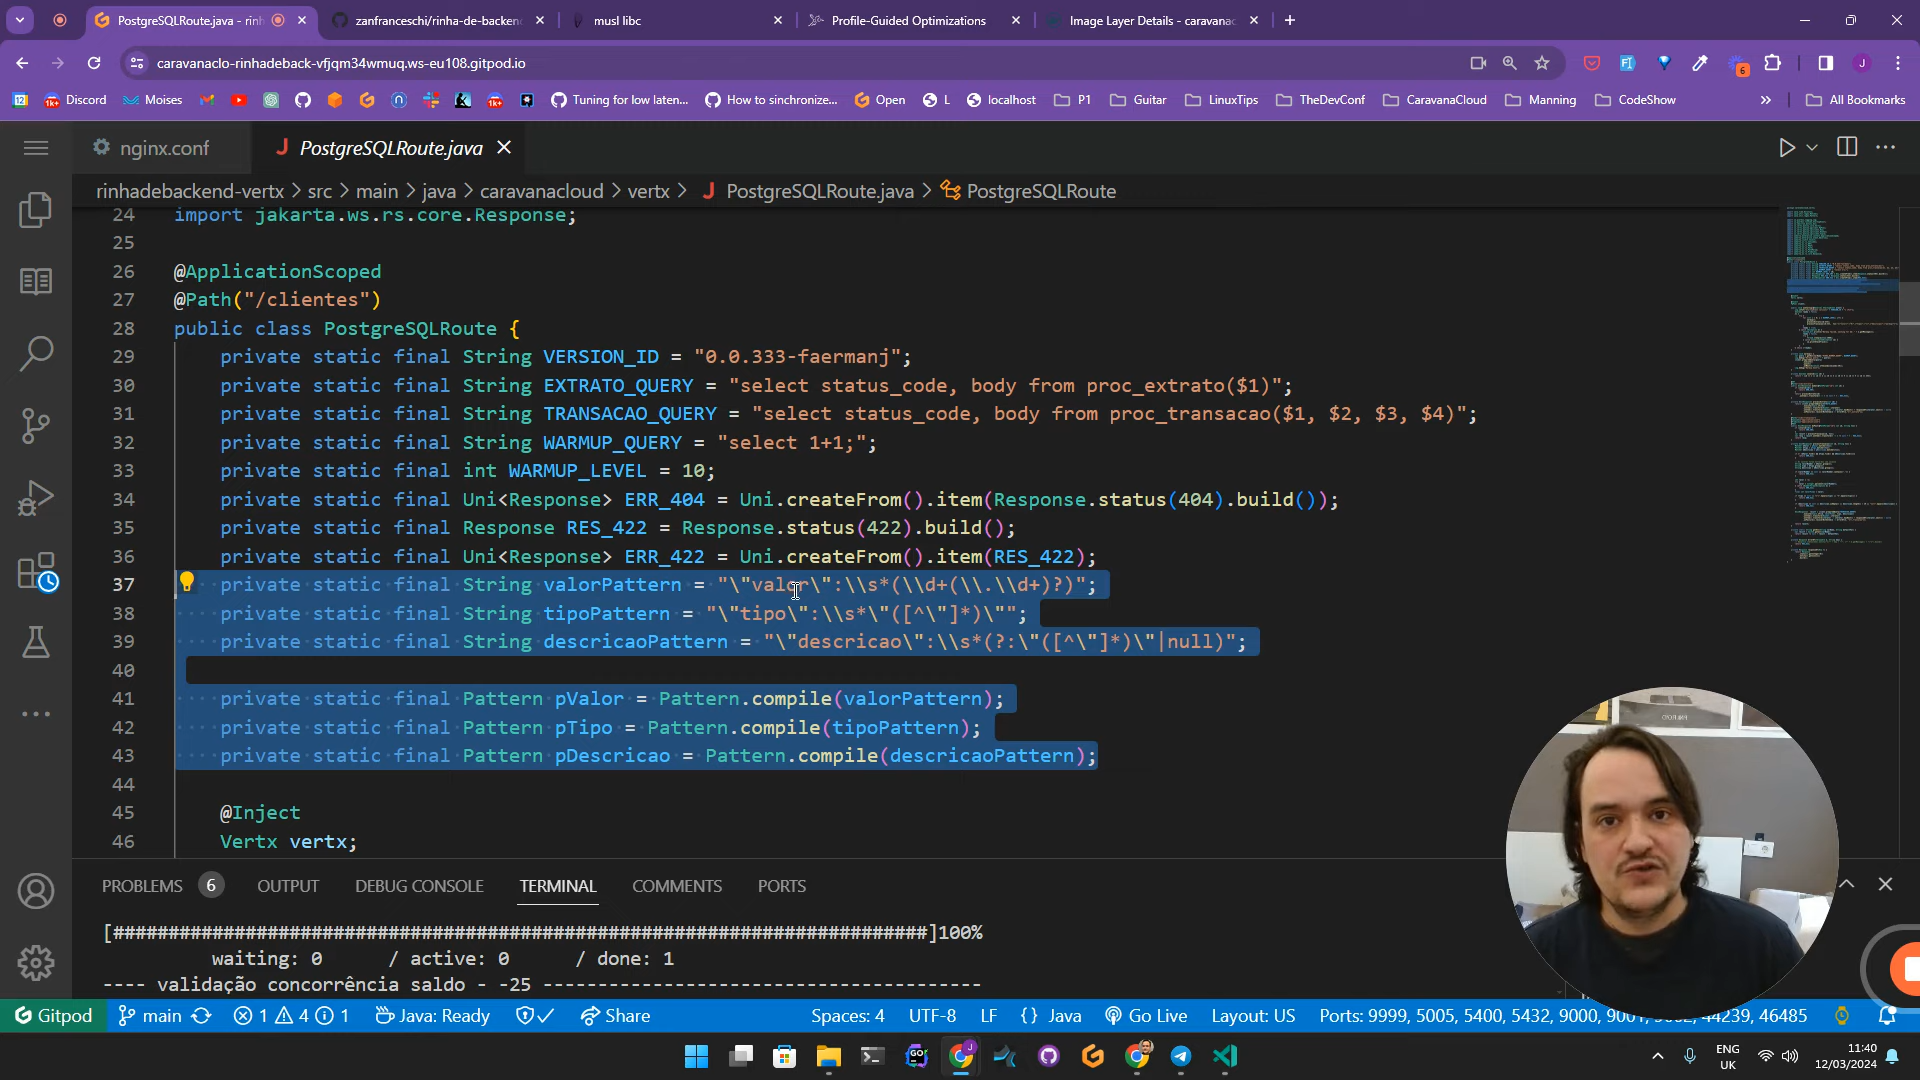 PostgreSQLRoute.java - rinh
zanfranceschi/rinha-de-backend
musl libc
Profile-Guided Optimizations
Image Layer Details - caravanac
caravanaclo-rinhadeback-vfjqm34wmuq.ws-eu108.gitpod.io
6
J
12
Discord
Moises
Tuning for low laten...
How to sinchronize...
Open
L
localhost
P1
Guitar
LinuxTips
TheDevConf
CaravanaCloud
Manning
CodeShow
All Bookmarks
nginx.conf
J PostgreSQLRoute.java
rinhadebackend-vertx > src > main > java > caravanacloud > vertx > J PostgreSQLRoute.java > PostgreSQLRoute
24 import jakarta.ws.rs.core.Response;
25
26 @ApplicationScoped
27 @Path("/clientes")
28 public class PostgreSQLRoute {
29 private static final String VERSION_ID = "0.0.333-faermanj";
30 private static final String EXTRATO_QUERY = "select status_code, body from proc_extrato($1)";
31 private static final String TRANSACAO_QUERY = "select status_code, body from proc_transacao($1, $2, $3, $4)";
32 private static final String WARMUP_QUERY = "select 1+1;";
33 private static final int WARMUP_LEVEL = 10;
34 private static final Uni<Response> ERR_404 = Uni.createFrom().item(Response.status(404).build());
35 private static final Response RES_422 = Response.status(422).build();
36 private static final Uni<Response> ERR_422 = Uni.createFrom().item(RES_422);
37 private static final String valorPattern = "\"valor\":\\s*(\\d+(\\.\\d+)?)";
38 private static final String tipoPattern = "\"tipo\":\\s*\"([^\"]*)\"";
39 private static final String descricaoPattern = "\"descricao\":\\s*(?:\"([^\"]*)\"|null)";
40
41 private static final Pattern pValor = Pattern.compile(valorPattern);
42 private static final Pattern pTipo = Pattern.compile(tipoPattern);
43 private static final Pattern pDescricao = Pattern.compile(descricaoPattern);
44
45 @Inject
46 Vertx vertx;
PROBLEMS 6 OUTPUT DEBUG CONSOLE TERMINAL COMMENTS PORTS
[#######################################################################]100%
waiting: 0 / active: 0 / done: 1
---- validação concorrência saldo - -25 --------------------------------------
Gitpod
main
1 4 1
Java: Ready
Share
Spaces: 4
UTF-8
LF
{} Java
Go Live
Layout: US
Ports: 9999, 5005, 5400, 5432, 9000, 9001, 44239, 46485
ENG
UK
11:40
12/03/2024